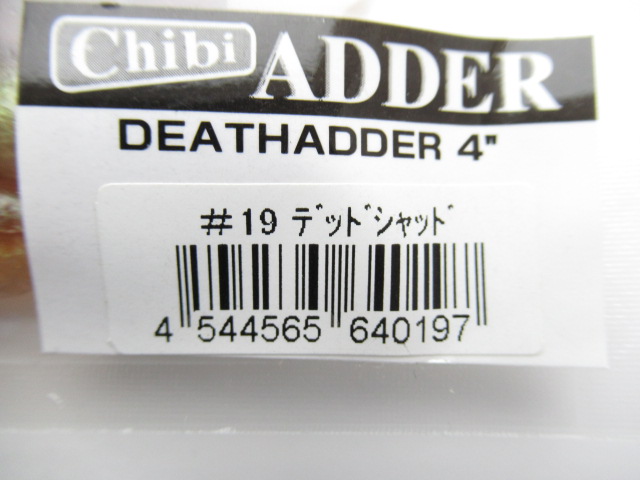 Chibi ADDER
DEATHADDER 4"
#19 ﾃﾞｯﾄﾞｼｬｯﾄﾞ
4 544565 640197